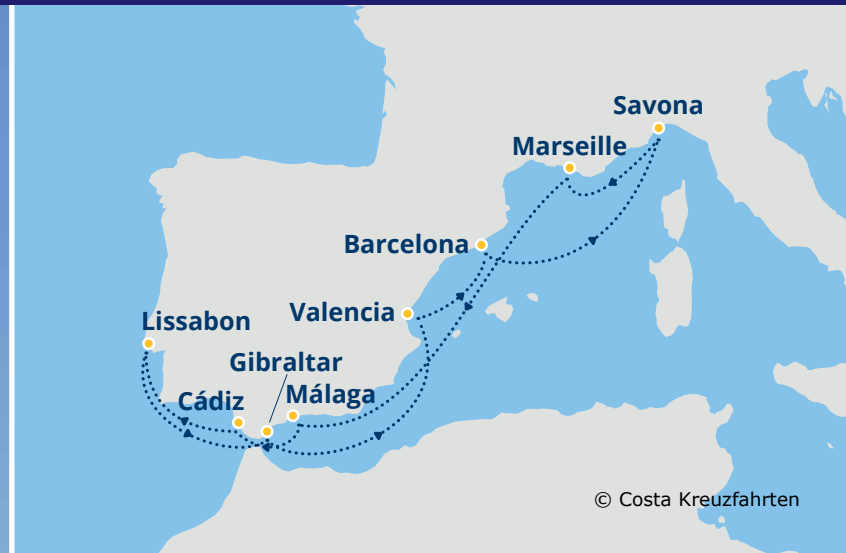 Savona
Marseille
Barcelona
Valencia
Lissabon
Gibraltar
Málaga
Cádiz
© Costa Kreuzfahrten